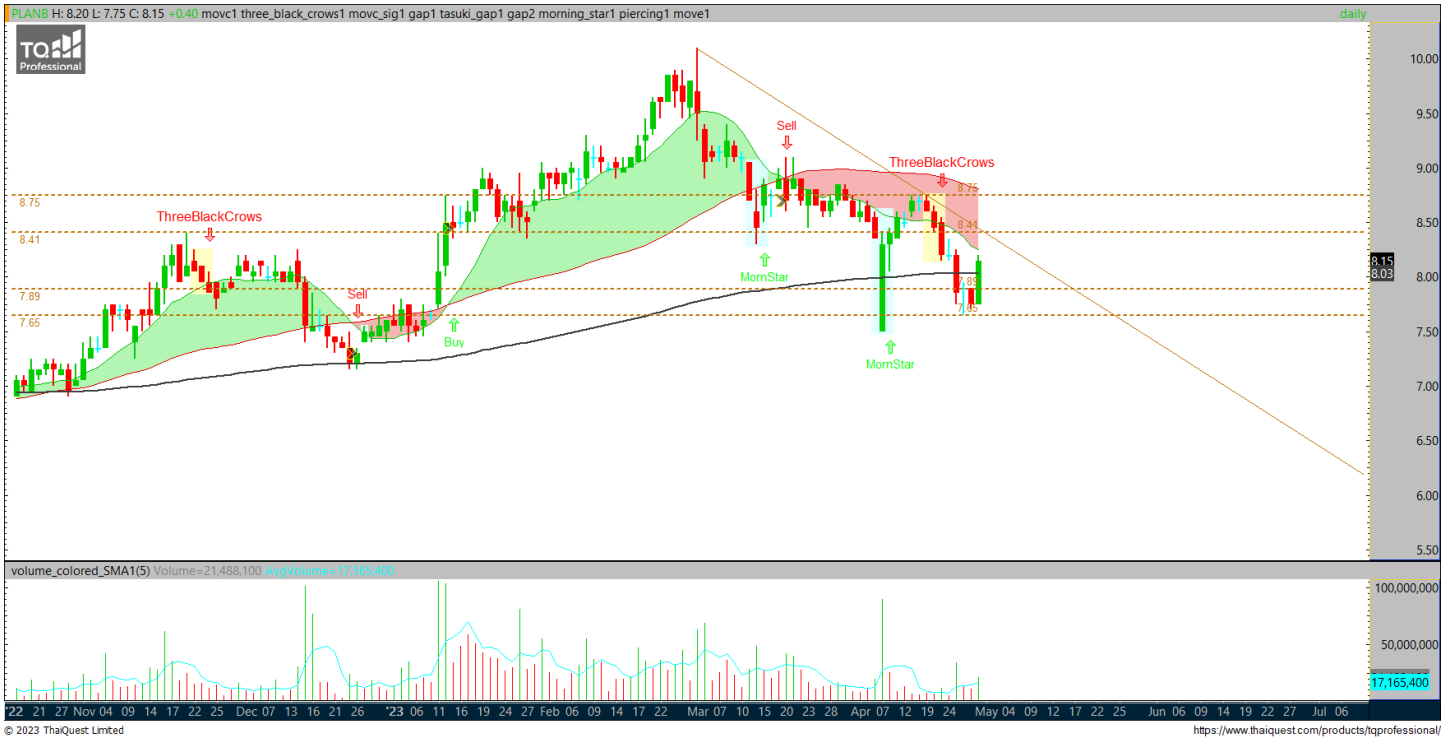 PLANB H: 8.20 L: 7.75 C: 8.15 +0.40 movc1 three_black_crows1 movc_sig1 gap1 tasuki_gap1 gap2 morning_star1 piercing1 move1 daily
TQ
Professional
10.00
9.50
Sell
ThreeBlackCrows
9.00
8.75
8.75
ThreeBlackCrows
8.41
8.50
8.41
8.15
8.03
MornStar
8.00
7.89
7.89
Sell
7.65
7.65
7.50
Buy
MornStar
7.00
6.50
6.00
5.50
volume_colored_SMA1(5) Volume=21,488,100 AvgVolume=17,165,400
100,000,000
50,000,000
17,165,400
'22 21 27 Nov 04 09 14 17 22 25 Dec 07 13 16 21 26 '23 06 11 16 19 24 27 Feb 06 09 14 17 22 Mar 07 10 15 20 23 28 Apr 07 12 19 24 May 04 09 12 17 22 25 Jun 06 09 14 19 22 27 Jul 06
© 2023 ThaiQuest Limited
https://www.thaiquest.com/products/tqprofessional/